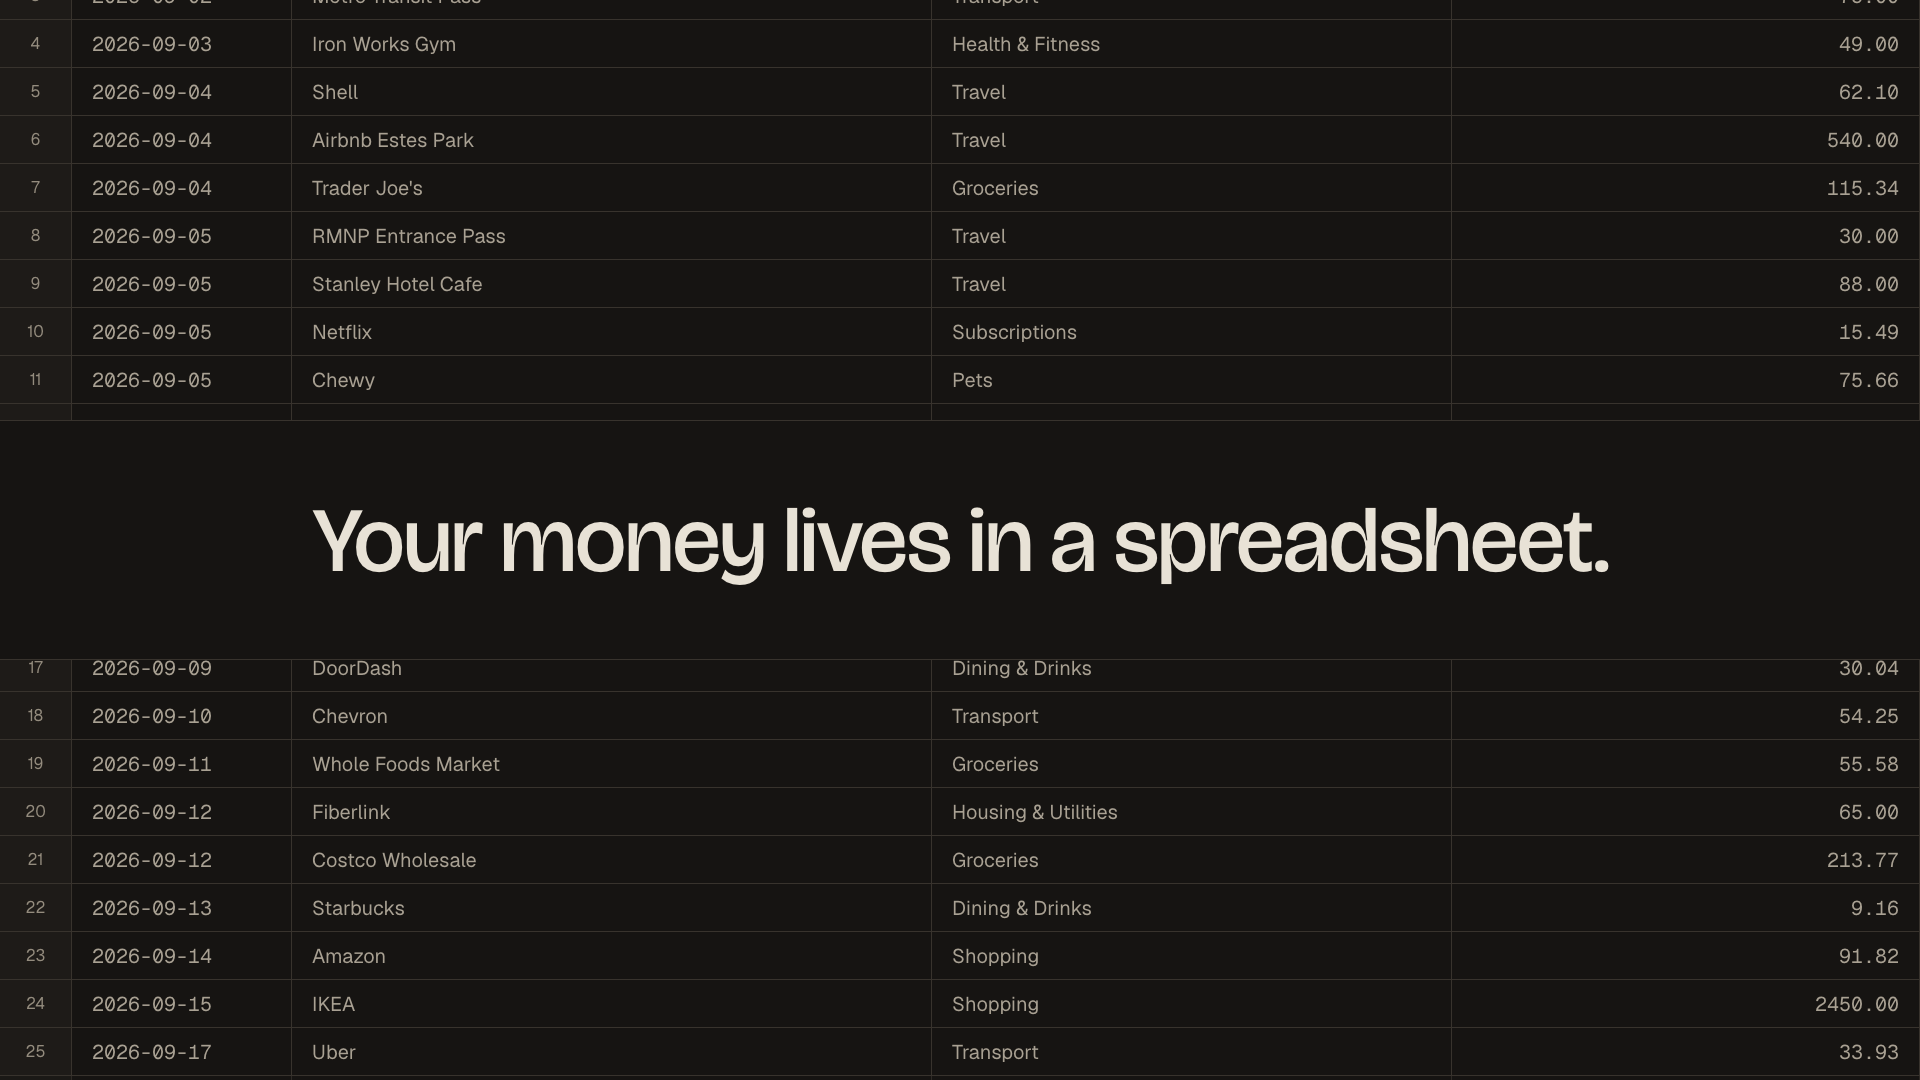 4 2026-09-03 Iron Works Gym Health & Fitness 49.00
5 2026-09-04 Shell Travel 62.10
6 2026-09-04 Airbnb Estes Park Travel 540.00
7 2026-09-04 Trader Joe's Groceries 115.34
8 2026-09-05 RMNP Entrance Pass Travel 30.00
9 2026-09-05 Stanley Hotel Cafe Travel 88.00
10 2026-09-05 Netflix Subscriptions 15.49
11 2026-09-05 Chewy Pets 75.66
Your money lives in a spreadsheet.
17 2026-09-09 DoorDash Dining & Drinks 30.04
18 2026-09-10 Chevron Transport 54.25
19 2026-09-11 Whole Foods Market Groceries 55.58
20 2026-09-12 Fiberlink Housing & Utilities 65.00
21 2026-09-12 Costco Wholesale Groceries 213.77
22 2026-09-13 Starbucks Dining & Drinks 9.16
23 2026-09-14 Amazon Shopping 91.82
24 2026-09-15 IKEA Shopping 2450.00
25 2026-09-17 Uber Transport 33.93